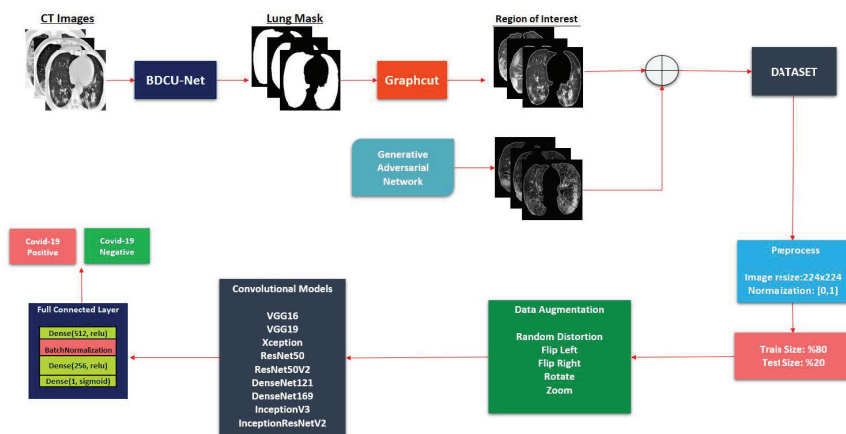 CT Images
Lung Mask
Region of Interest
BDCU-Net
Graphcut
DATASET
Generative
Adversarial
Network
Preprocess
Image resize:224x224
Normalization: [0,1]
Train Size: %80
Test Size: %20
Data Augmentation
Random Distortion
Flip Left
Flip Right
Rotate
Zoom
Convolutional Models
VGG16
VGG19
Xception
ResNet50
ResNet50V2
DenseNet121
DenseNet169
InceptionV3
InceptionResNetV2
Full Connected Layer
Dense(512, relu)
BatchNormalization
Dense(256, relu)
Dense(1, sigmoid)
Covid-19
Positive
Covid-19
Negative